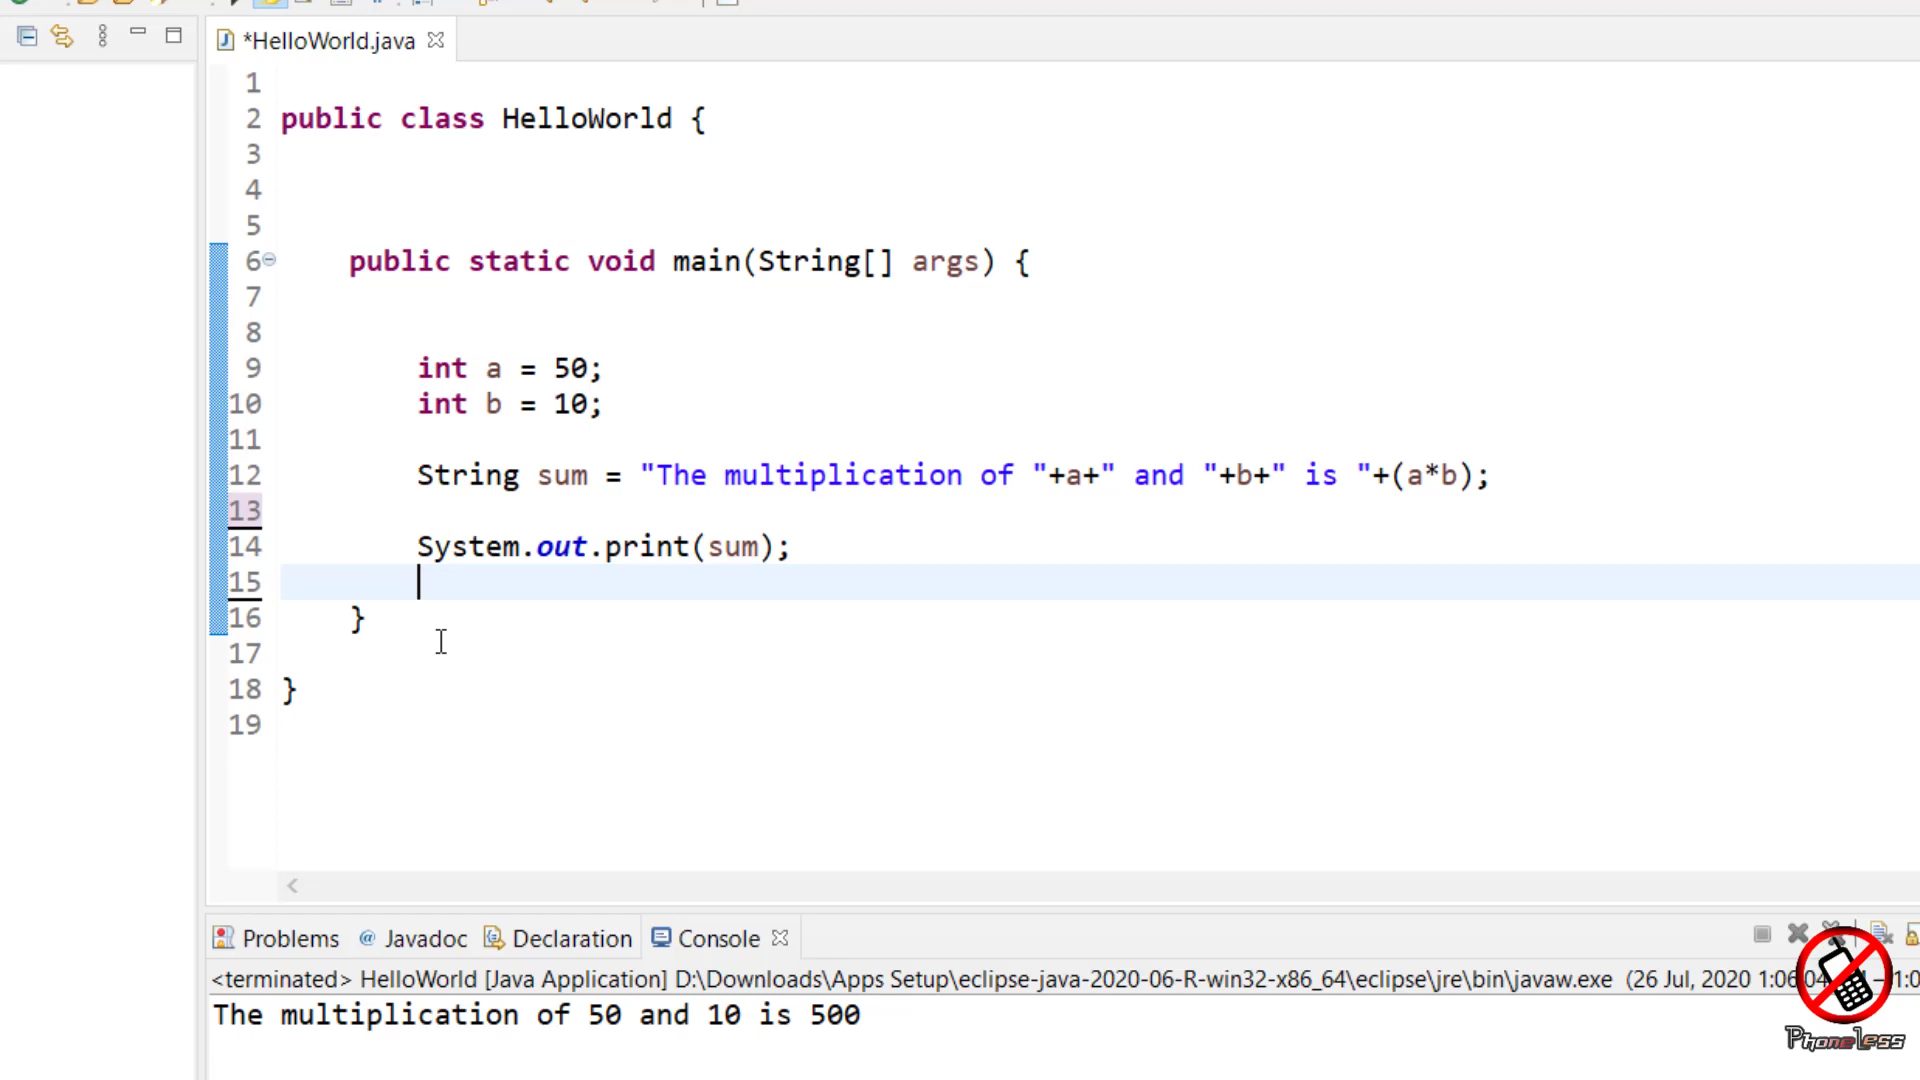 *HelloWorld.java
1
2 public class HelloWorld {
3
4
5
6 public static void main(String[] args) {
7
8
9 int a = 50;
10 int b = 10;
11
12 String sum = "The multiplication of "+a+" and "+b+" is "+(a*b);
13
14 System.out.print(sum);
15
16 }
17
18 }
19
Problems @ Javadoc Declaration Console
<terminated> HelloWorld [Java Application] D:\Downloads\Apps Setup\eclipse-java-2020-06-R-win32-x86_64\eclipse\jre\bin\javaw.exe (26 Jul, 2020 1:06:04
The multiplication of 50 and 10 is 500
Phoneless